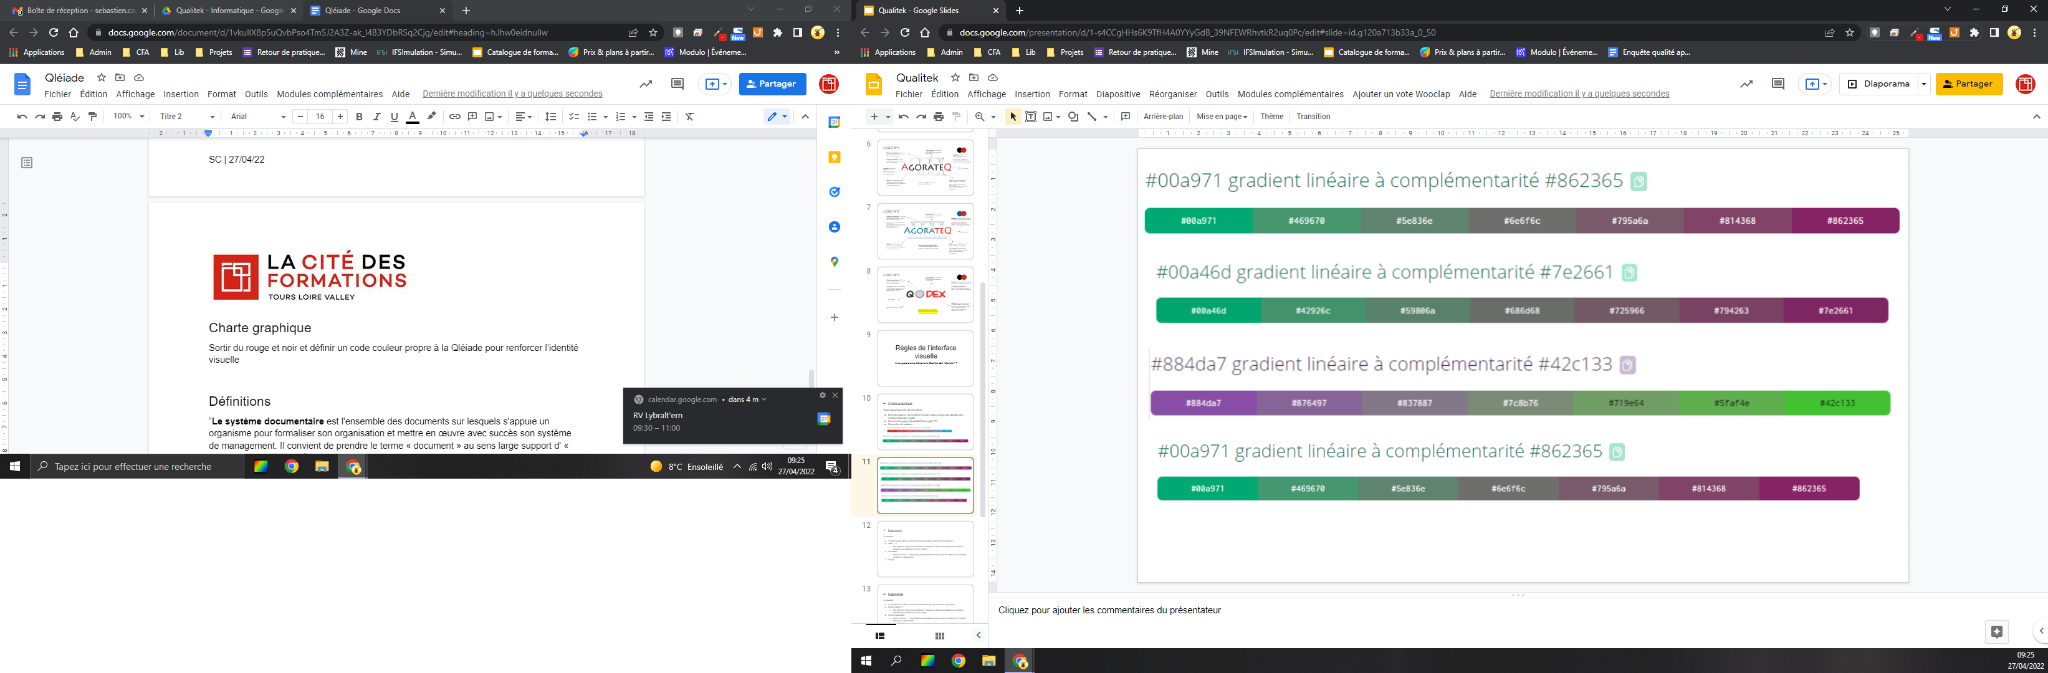 Boîte de réception - sebastien.ca
Qualitek - Informatique - Google
Qléiade - Google Docs
docs.google.com/document/d/1vkuIlX8p5uQvbPso4Tm5J2A3Z-ak_l4B3YDbRSq2Cjg/edit#heading=h.lhw0eidnullw
Applications
Admin
CFA
Lib
Projets
Retour de pratique...
Mine
IFSImulation - Simu...
Catalogue de forma...
Prix & plans à partir...
Modulo | Événeme...
Qléiade
Fichier Édition Affichage Insertion Format Outils Modules complémentaires Aide
Dernière modification il y a quelques secondes
Partager
100%
Titre 2
Arial
16
SC | 27/04/22
LA CITÉ DES
FORMATIONS
TOURS LOIRE VALLEY
Charte graphique
Sortir du rouge et noir et définir un code couleur propre à la Qléiade pour renforcer l'identité
visuelle
Définitions
"Le système documentaire est l'ensemble des documents sur lesquels s'appuie un
organisme pour formaliser son organisation et mettre en œuvre avec succès son système
de management. Il convient de prendre le terme « document » au sens large support d' «
calendar.google.com • dans 4 m
RV Lybralt'ern
09:30 – 11:00
Tapez ici pour effectuer une recherche
8°C Ensoleillé
09:25
27/04/2022
Qualitek - Google Slides
docs.google.com/presentation/d/1-s4CCgHHs6K9TfH4A0YYyGdB_39NFEWRhvtkR2uq0Pc/edit#slide=id.g120a713b33a_0_50
Applications
Admin
CFA
Lib
Projets
Retour de pratique...
Mine
IFSImulation - Simu...
Catalogue de forma...
Prix & plans à partir...
Modulo | Événeme...
Enquête qualité ap...
Qualitek
Fichier Édition Affichage Insertion Format Diapositive Réorganiser Outils Modules complémentaires Ajouter un vote Wooclap Aide
Dernière modification il y a quelques secondes
Diaporama
Partager
Arrière-plan
Mise en page
Thème
Transition
6
AGORATEQ
7
AGORATEQ
8
QODEX
9
Règles de l'interface
visuelle
10
11
12
13
#00a971 gradient linéaire à complémentarité #862365
#00a971 #469670 #5e836e #6e6f6c #795a6a #814368 #862365
#00a46d gradient linéaire à complémentarité #7e2661
#00a46d #42926c #59806a #686d68 #725966 #794263 #7e2661
#884da7 gradient linéaire à complémentarité #42c133
#884da7 #876497 #837887 #7c8b76 #719e64 #5faf4e #42c133
#00a971 gradient linéaire à complémentarité #862365
#00a971 #469670 #5e836e #6e6f6c #795a6a #814368 #862365
Cliquez pour ajouter les commentaires du présentateur
09:25
27/04/2022